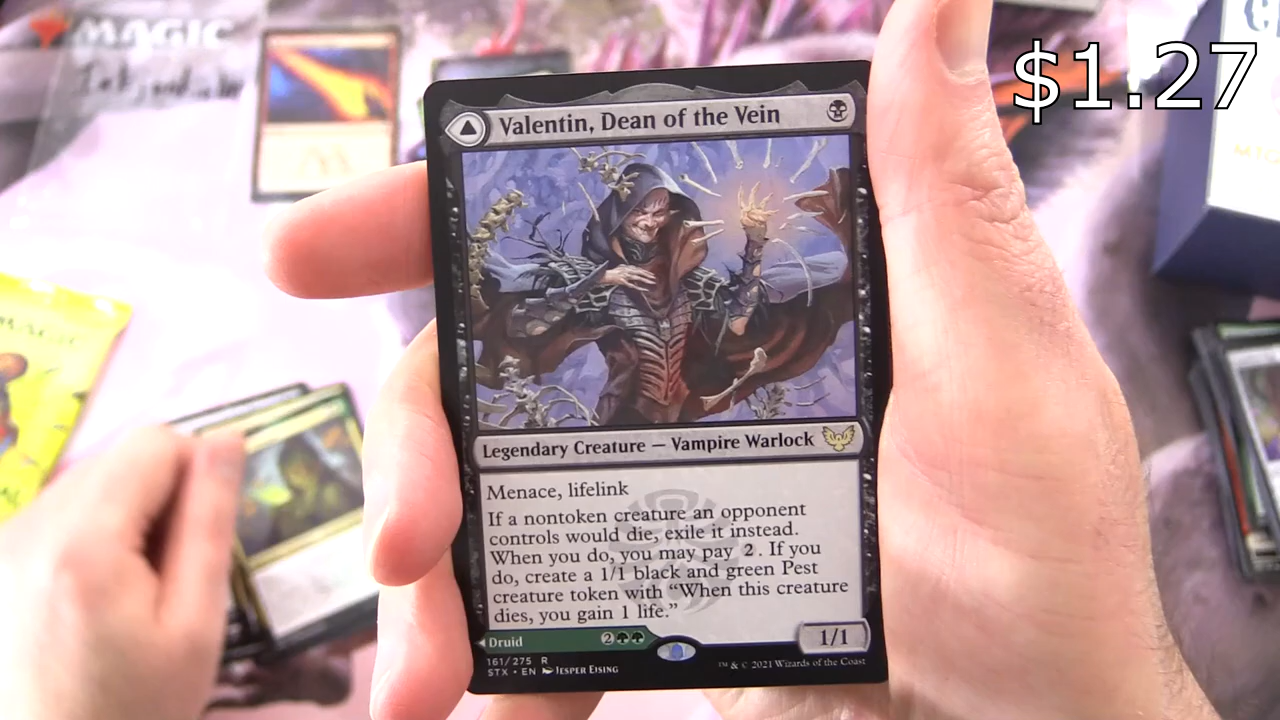 MAGIC
$1.27
Valentin, Dean of the Vein
Legendary Creature — Vampire Warlock
Menace, lifelink
If a nontoken creature an opponent
controls would die, exile it instead.
When you do, you may pay 2. If you
do, create a 1/1 black and green Pest
creature token with “When this creature
dies, you gain 1 life.”
Druid
2
1/1
161/275 R
STX • EN JESPER EISING
™ & © 2021 Wizards of the Coast